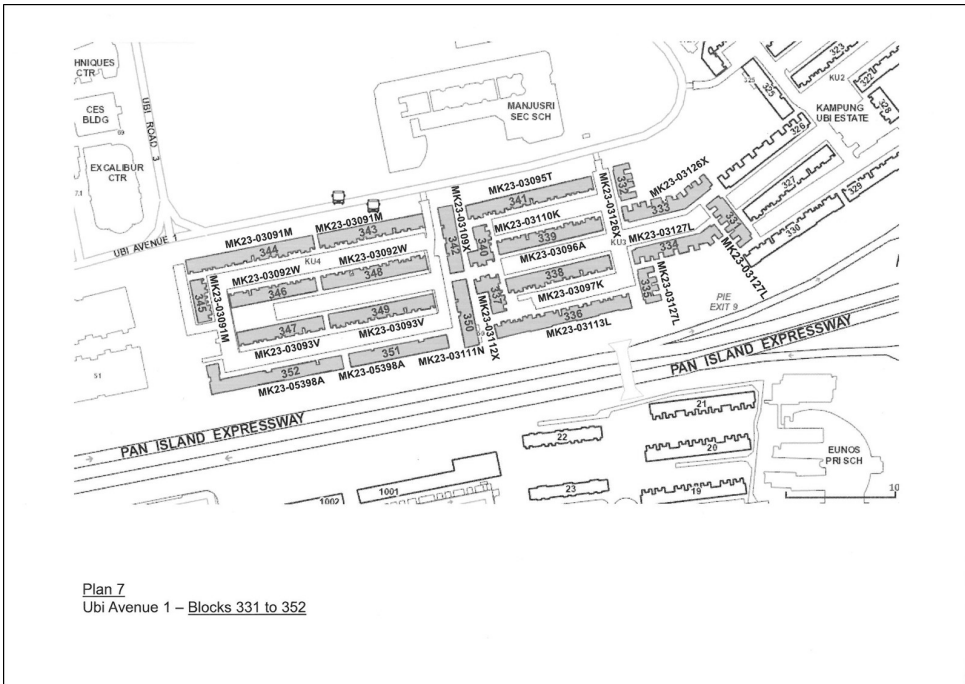 HNIQUES
CTR
CES
BLDG
69
UBI ROAD 3
EXCALIBUR
CTR
71
UBI AVENUE 1
51
MANJUSRI
SEC SCH
325
326
KU2
323
322
328
KAMPUNG
UBI ESTATE
327
329
330
MK23-03091M
344
MK23-03091M
343
KU4
MK23-03092W
346
MK23-03092W
348
345
MK23-03091M
347
MK23-03093V
349
MK23-03093V
352
MK23-05398A
351
MK23-05398A
350
MK23-03111N
342
MK23-03109X
340
MK23-03095T
341
MK23-03110K
339
MK23-03096A
338
MK23-03097K
337
MK23-03112X
336
MK23-03113L
MK23-03126X
KU3
332
MK23-03126X
333
MK23-03127L
334
331
MK23-03127L
335
MK23-03127L
PIE
EXIT 9
PAN ISLAND EXPRESSWAY
PAN ISLAND EXPRESSWAY
21
22
20
23
19
1001
1002
EUNOS
PRI SCH
10
Plan 7
Ubi Avenue 1 – Blocks 331 to 352